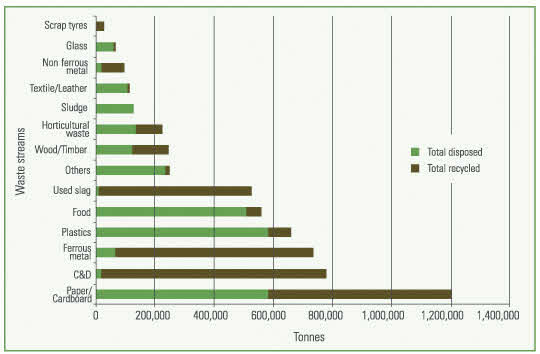 Waste streams
Scrap tyres
Glass
Non ferrous
metal
Textile/Leather
Sludge
Horticultural
waste
Wood/Timber
Others
Used slag
Food
Plastics
Ferrous
metal
C&D
Paper/
Cardboard
Total disposed
Total recycled
0 200,000 400,000 600,000 800,000 1,000,000 1,200,000 1,400,000
Tonnes